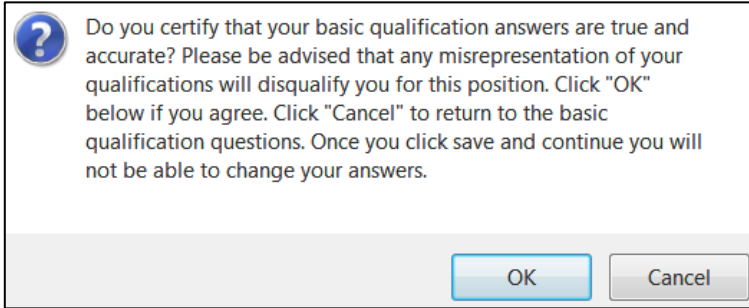 Do you certify that your basic qualification answers are true and
accurate? Please be advised that any misrepresentation of your
qualifications will disqualify you for this position. Click "OK"
below if you agree. Click "Cancel" to return to the basic
qualification questions. Once you click save and continue you will
not be able to change your answers.
OK
Cancel